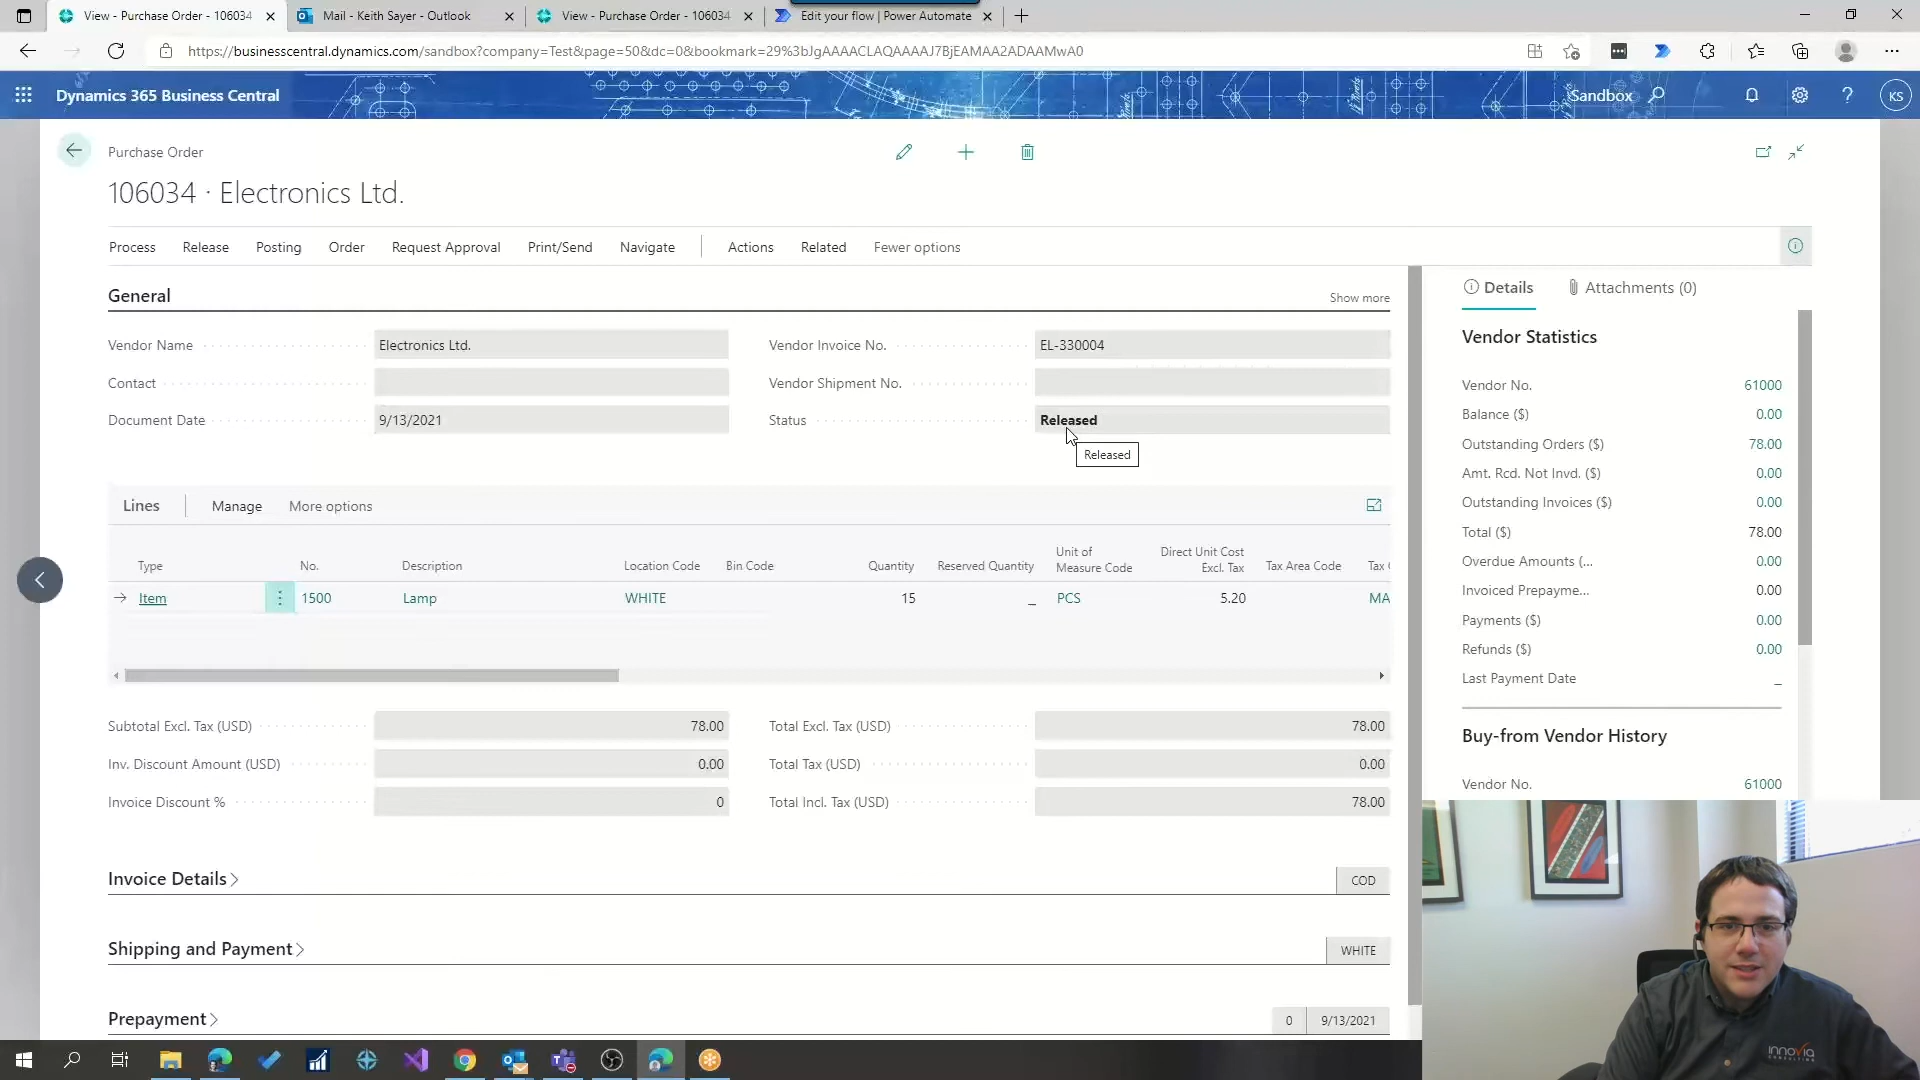 View - Purchase Order - 106034
Mail - Keith Sayer - Outlook
View - Purchase Order - 106034
Edit your flow | Power Automate
https://businesscentral.dynamics.com/sandbox?company=Test&page=50&dc=0&bookmark=29%3bJgAAAACLAQAAAAJ7BjEAMAA2ADAAMwA0
Dynamics 365 Business Central
Sandbox
?
KS
Purchase Order
106034 · Electronics Ltd.
Process Release Posting Order Request Approval Print/Send Navigate Actions Related Fewer options
General
Show more
Vendor Name Electronics Ltd. Vendor Invoice No. EL-330004
Contact Vendor Shipment No.
Document Date 9/13/2021 Status Released
Released
Lines Manage More options
Type No. Description Location Code Bin Code Quantity Reserved Quantity Unit of Measure Code Direct Unit Cost Excl. Tax Tax Area Code Tax
Item 1500 Lamp WHITE 15 _ PCS 5.20 MA
Subtotal Excl. Tax (USD) 78.00 Total Excl. Tax (USD) 78.00
Inv. Discount Amount (USD) 0.00 Total Tax (USD) 0.00
Invoice Discount % 0 Total Incl. Tax (USD) 78.00
Invoice Details COD
Shipping and Payment WHITE
Prepayment 0 9/13/2021
Details Attachments (0)
Vendor Statistics
Vendor No. 61000
Balance ($) 0.00
Outstanding Orders ($) 78.00
Amt. Rcd. Not Invd. ($) 0.00
Outstanding Invoices ($) 0.00
Total ($) 78.00
Overdue Amounts (... 0.00
Invoiced Prepayme... 0.00
Payments ($) 0.00
Refunds ($) 0.00
Last Payment Date _
Buy-from Vendor History
Vendor No. 61000
innovia
CONSULTING